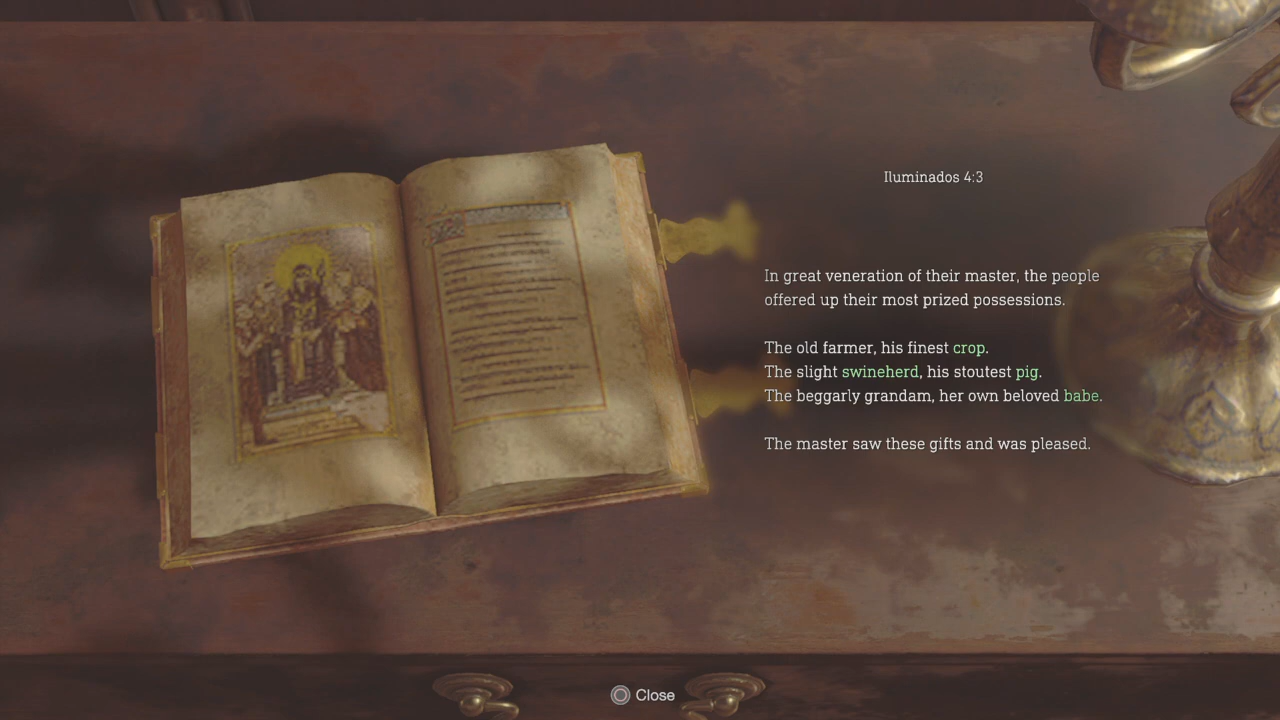 Iluminados 4:3
In great veneration of their master, the people
offered up their most prized possessions.
The old farmer, his finest crop.
The slight swineherd, his stoutest pig.
The beggarly grandam, her own beloved babe.
The master saw these gifts and was pleased.
Close